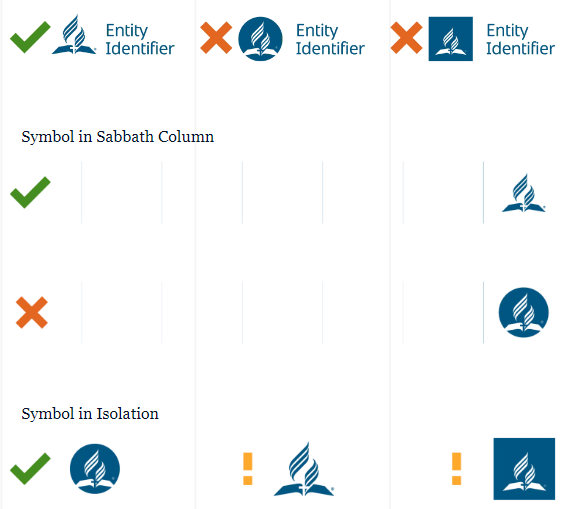 Entity
Identifier
Entity
Identifier
Entity
Identifier
Symbol in Sabbath Column
Symbol in Isolation